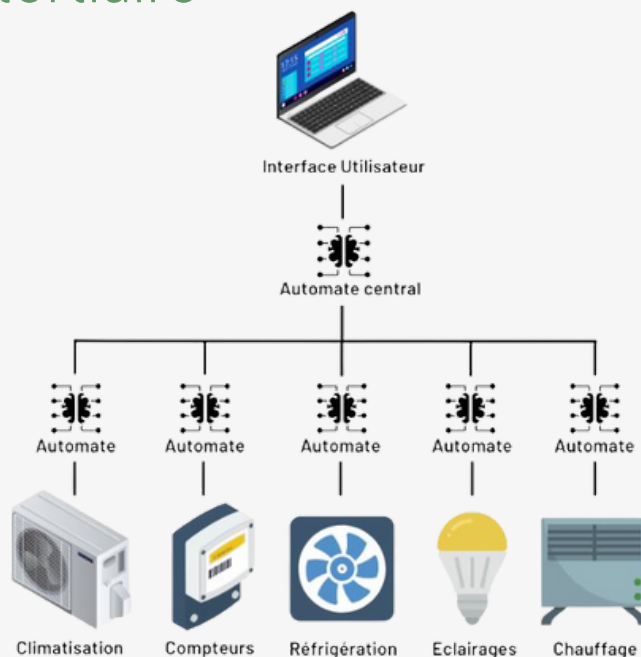 Interface Utilisateur
Automate central
Automate Automate Automate Automate Automate
Climatisation Compteurs Réfrigération Eclairages Chauffage